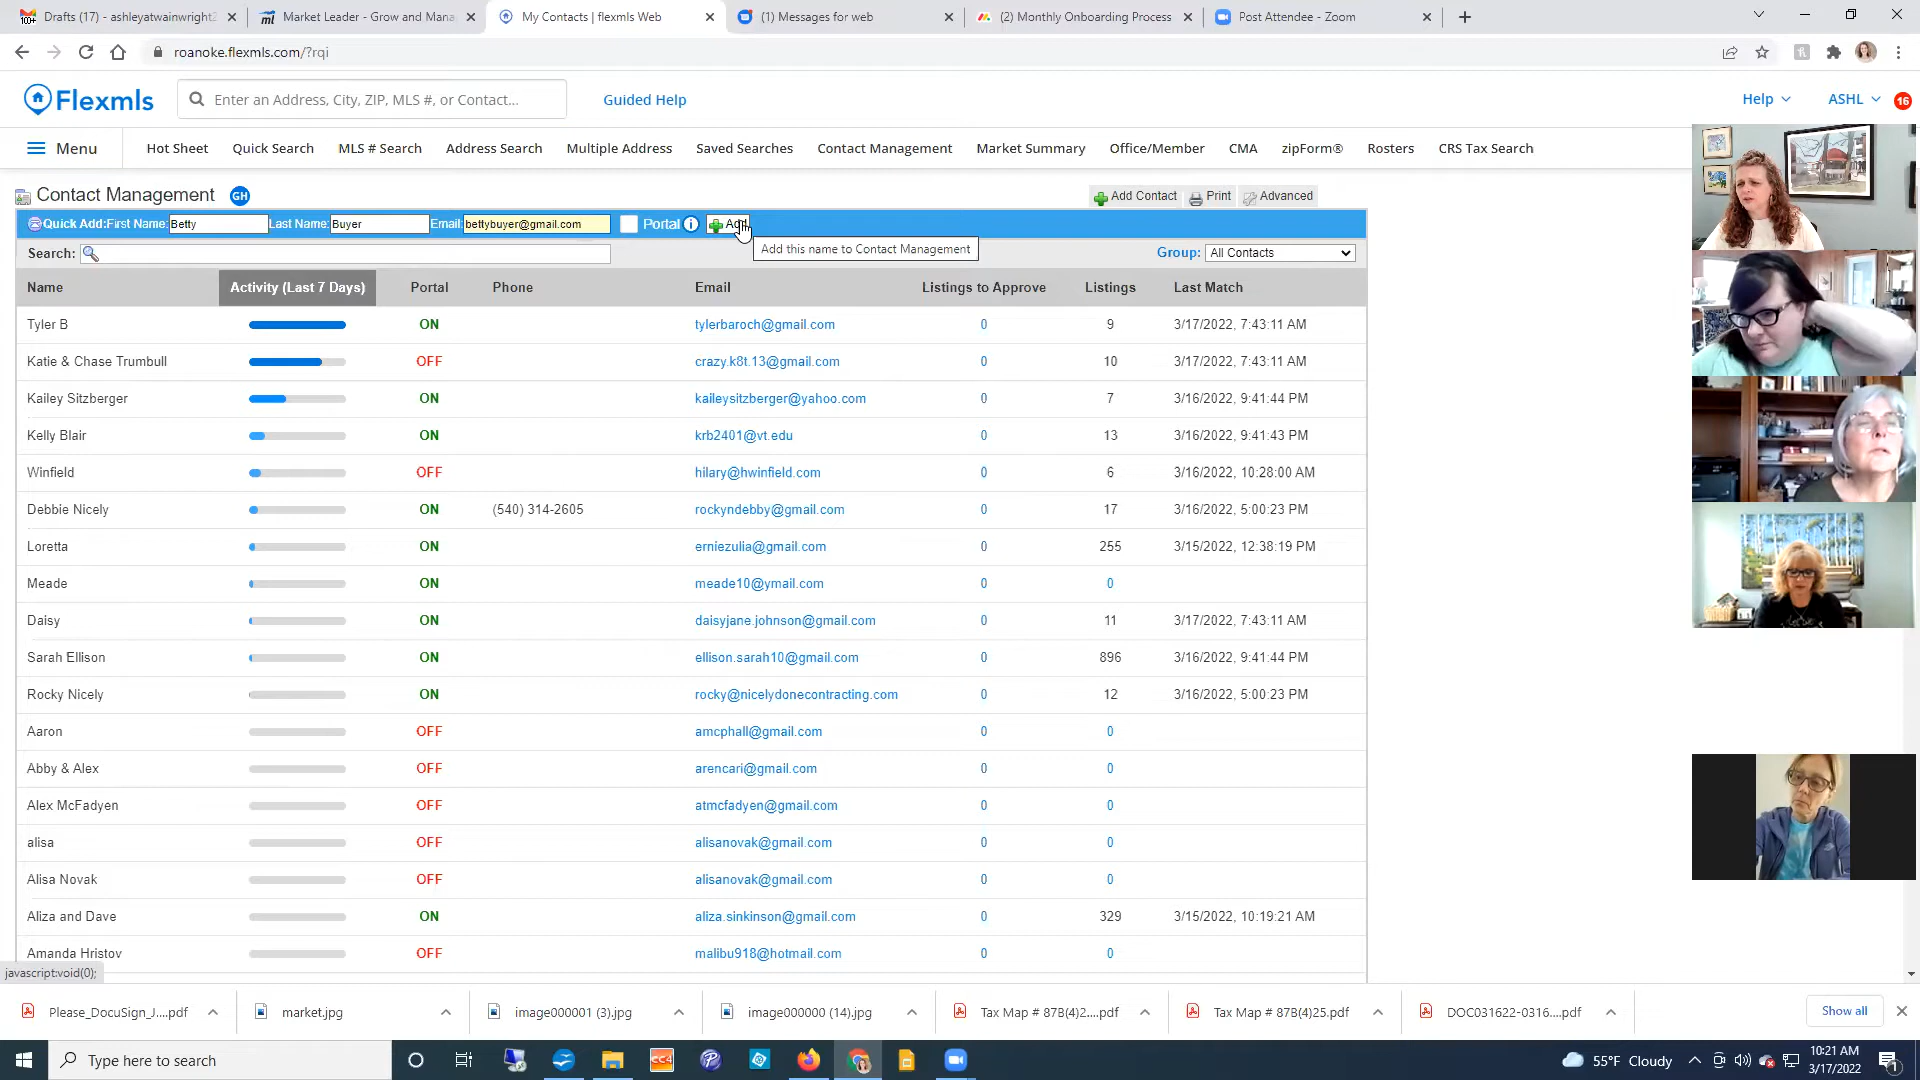 Drafts (17) - ashleyatwainwright2
Market Leader - Grow and Mana
My Contacts | flexmls Web
(1) Messages for web
(2) Monthly Onboarding Process
Post Attendee - Zoom
roanoke.flexmls.com/?rqi
Flexmls
Enter an Address, City, ZIP, MLS #, or Contact...
Guided Help
Help
ASHL
16
Menu
Hot Sheet
Quick Search
MLS # Search
Address Search
Multiple Address
Saved Searches
Contact Management
Market Summary
Office/Member
CMA
zipForm®
Rosters
CRS Tax Search
Contact Management GH
Add Contact
Print
Advanced
Quick Add: First Name: Betty Last Name: Buyer Email: bettybuyer@gmail.com Portal Add
Add this name to Contact Management
Search:
Group: All Contacts
Name Activity (Last 7 Days) Portal Phone Email Listings to Approve Listings Last Match
Tyler B ON tylerbaroch@gmail.com 0 9 3/17/2022, 7:43:11 AM
Katie & Chase Trumbull OFF crazy.k8t.13@gmail.com 0 10 3/17/2022, 7:43:11 AM
Kailey Sitzberger ON kaileysitzberger@yahoo.com 0 7 3/16/2022, 9:41:44 PM
Kelly Blair ON krb2401@vt.edu 0 13 3/16/2022, 9:41:43 PM
Winfield OFF hilary@hwinfield.com 0 6 3/16/2022, 10:28:00 AM
Debbie Nicely ON (540) 314-2605 rockyndebby@gmail.com 0 17 3/16/2022, 5:00:23 PM
Loretta ON erniezulia@gmail.com 0 255 3/15/2022, 12:38:19 PM
Meade ON meade10@ymail.com 0 0
Daisy ON daisyjane.johnson@gmail.com 0 11 3/17/2022, 7:43:11 AM
Sarah Ellison ON ellison.sarah10@gmail.com 0 896 3/16/2022, 9:41:44 PM
Rocky Nicely ON rocky@nicelydonecontracting.com 0 12 3/16/2022, 5:00:23 PM
Aaron OFF amcphall@gmail.com 0 0
Abby & Alex OFF arencari@gmail.com 0 0
Alex McFadyen OFF atmcfadyen@gmail.com 0 0
alisa OFF alisanovak@gmail.com 0 0
Alisa Novak OFF alisanovak@gmail.com 0 0
Aliza and Dave ON aliza.sinkinson@gmail.com 0 329 3/15/2022, 10:19:21 AM
Amanda Hristov OFF malibu918@hotmail.com 0 0
javascript:void(0);
Please_DocuSign_J....pdf
market.jpg
image000001 (3).jpg
image000000 (14).jpg
Tax Map # 87B(4)2....pdf
Tax Map # 87B(4)25.pdf
DOC031622-0316....pdf
Show all
Type here to search
55°F Cloudy
10:21 AM
3/17/2022